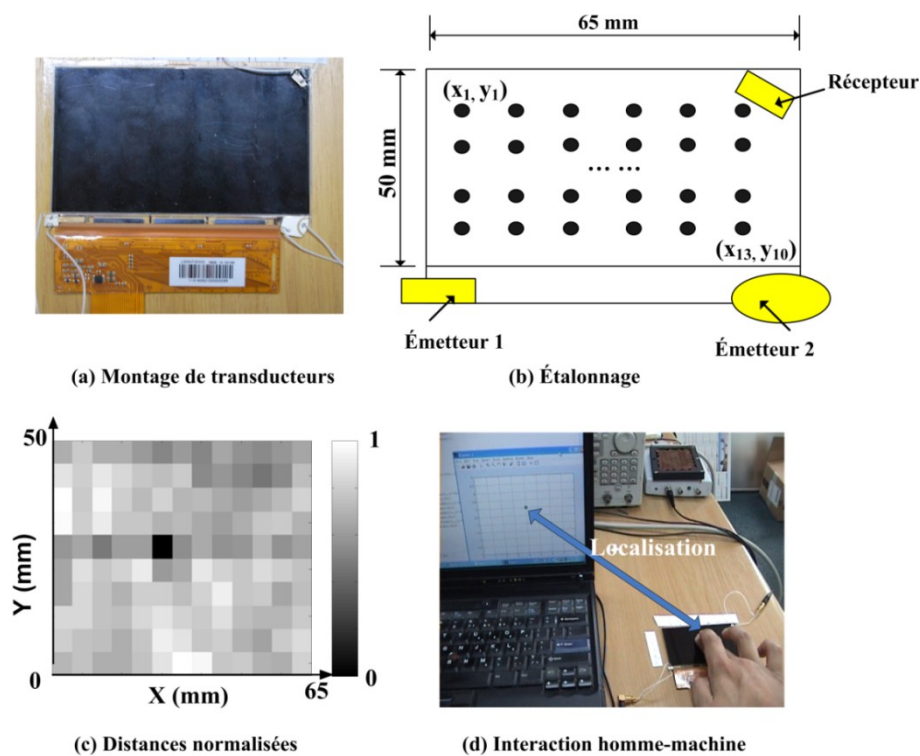 65 mm
50 mm
(x1, y1)
Récepteur
... ...
(x13, y10)
Émetteur 1
Émetteur 2
(a) Montage de transducteurs
(b) Étalonnage
50
1
Y (mm)
0
X (mm)
65
0
Localisation
(c) Distances normalisées
(d) Interaction homme-machine